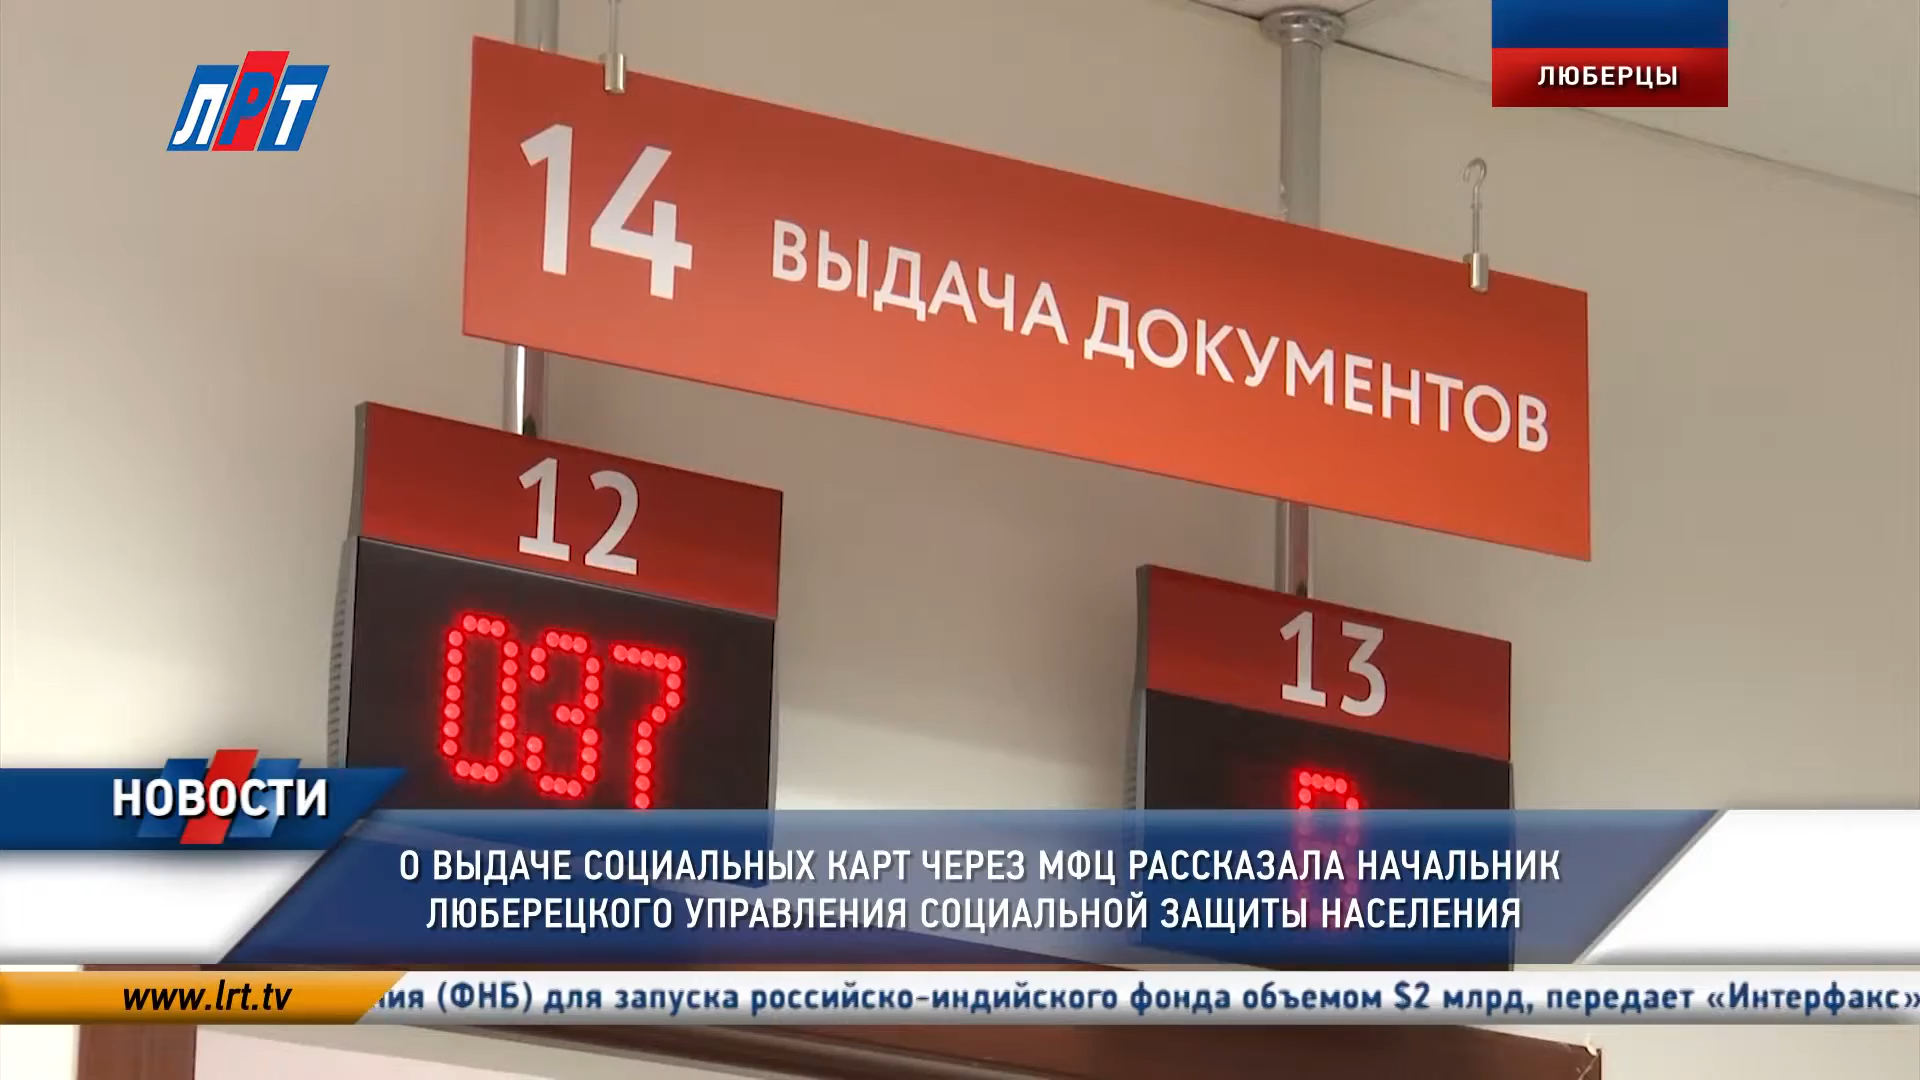 ЛРТ
ЛЮБЕРЦЫ
14 ВЫДАЧА ДОКУМЕНТОВ
12
037
13
НОВОСТИ
О ВЫДАЧЕ СОЦИАЛЬНЫХ КАРТ ЧЕРЕЗ МФЦ РАССКАЗАЛА НАЧАЛЬНИК
ЛЮБЕРЕЦКОГО УПРАВЛЕНИЯ СОЦИАЛЬНОЙ ЗАЩИТЫ НАСЕЛЕНИЯ
www.lrt.tv
(ФНБ) для запуска российско-индийского фонда объемом $2 млрд, передает «Интерфакс»